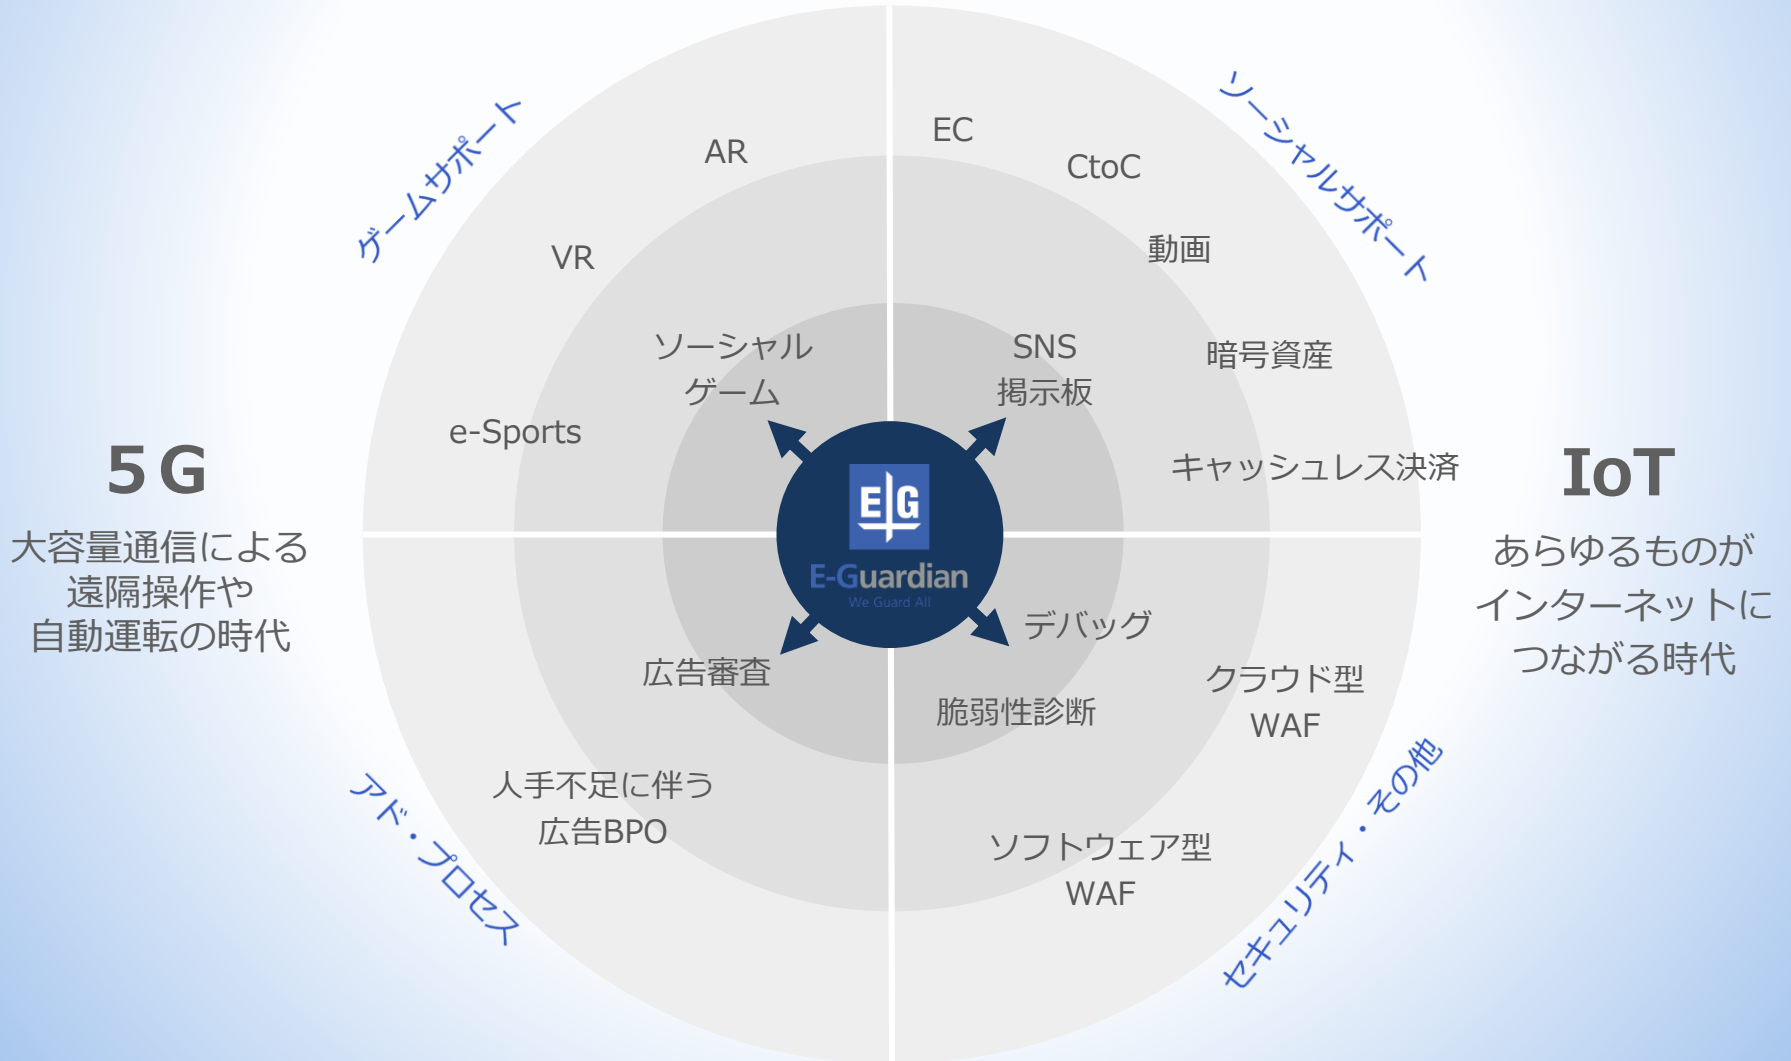 ゲームサポート
ソーシャルサポート
AR
EC
CtoC
VR
動画
ソーシャル
ゲーム
SNS
掲示板
暗号資産
e-Sports
キャッシュレス決済
5G
大容量通信による
遠隔操作や
自動運転の時代
E G
E-Guardian
We Guard All
IoT
あらゆるものが
インターネットに
つながる時代
広告審査
デバッグ
脆弱性診断
クラウド型
WAF
人手不足に伴う
広告BPO
ソフトウェア型
WAF
アド・プロセス
セキュリティ・その他